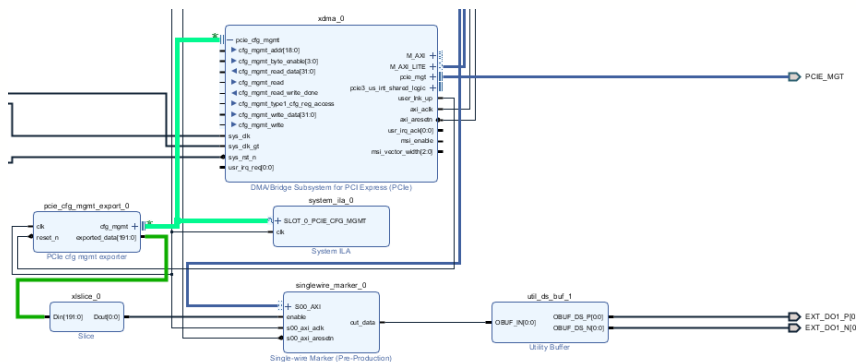 xdma_0
pcie_cfg_mgmt
cfg_mgmt_addr[18:0]
cfg_mgmt_byte_enable[3:0]
cfg_mgmt_read_data[31:0]
cfg_mgmt_read
cfg_mgmt_read_write_done
cfg_mgmt_type1_cfg_reg_access
cfg_mgmt_write_data[31:0]
cfg_mgmt_write
sys_clk
sys_clk_gt
sys_rst_n
usr_irq_req[0:0]
M_AXI
M_AXI_LITE
pcie_mgt
pcie3_us_int_shared_logic
user_lnk_up
axi_aclk
axi_aresetn
usr_irq_ack[0:0]
msi_enable
msi_vector_width[2:0]
DMA/Bridge Subsystem for PCI Express (PCIe)
PCIE_MGT
pcie_cfg_mgmt_export_0
clk
reset_n
cfg_mgmt
exported_data[191:0]
PCIe cfg mgmt exporter
system_ila_0
SLOT_0_PCIE_CFG_MGMT
clk
System ILA
xlslice_0
Din[191:0]
Dout[0:0]
Slice
singlewire_marker_0
S00_AXI
enable
s00_axi_aclk
s00_axi_aresetn
out_data
Single-wire Marker (Pre-Production)
util_ds_buf_1
OBUF_IN[0:0]
OBUF_DS_P[0:0]
OBUF_DS_N[0:0]
Utility Buffer
EXT_DO1_P[0
EXT_DO1_N[0